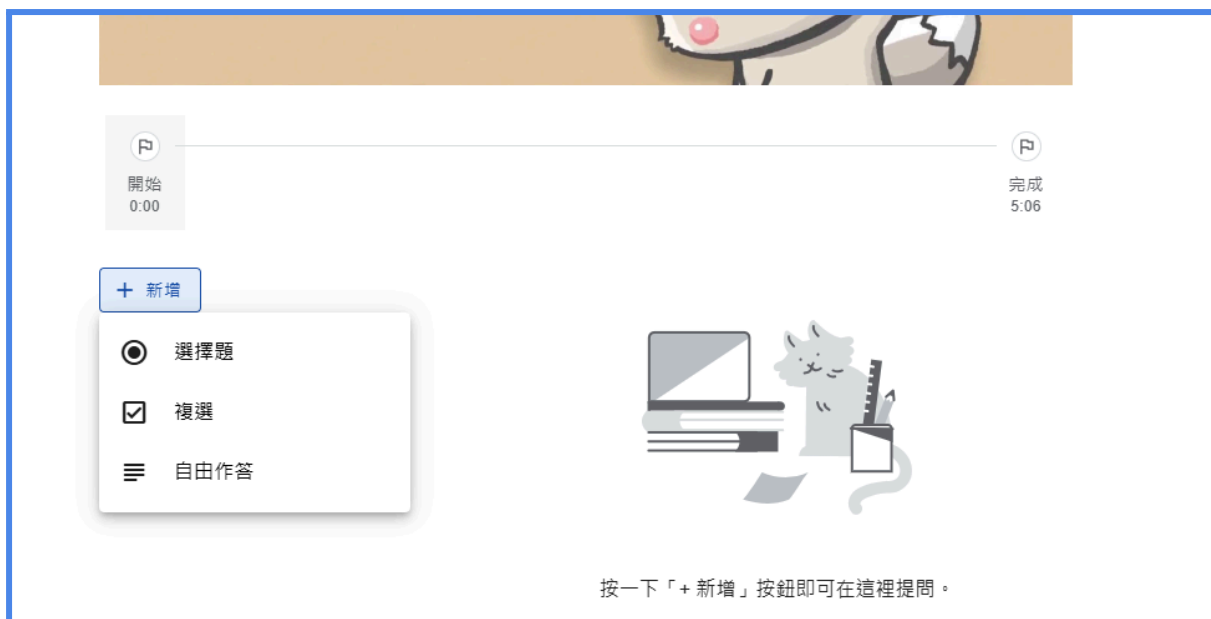 開始
0:00
完成
5:06
+ 新增
選擇題
複選
自由作答
按一下「+ 新增」按鈕即可在這裡提問。